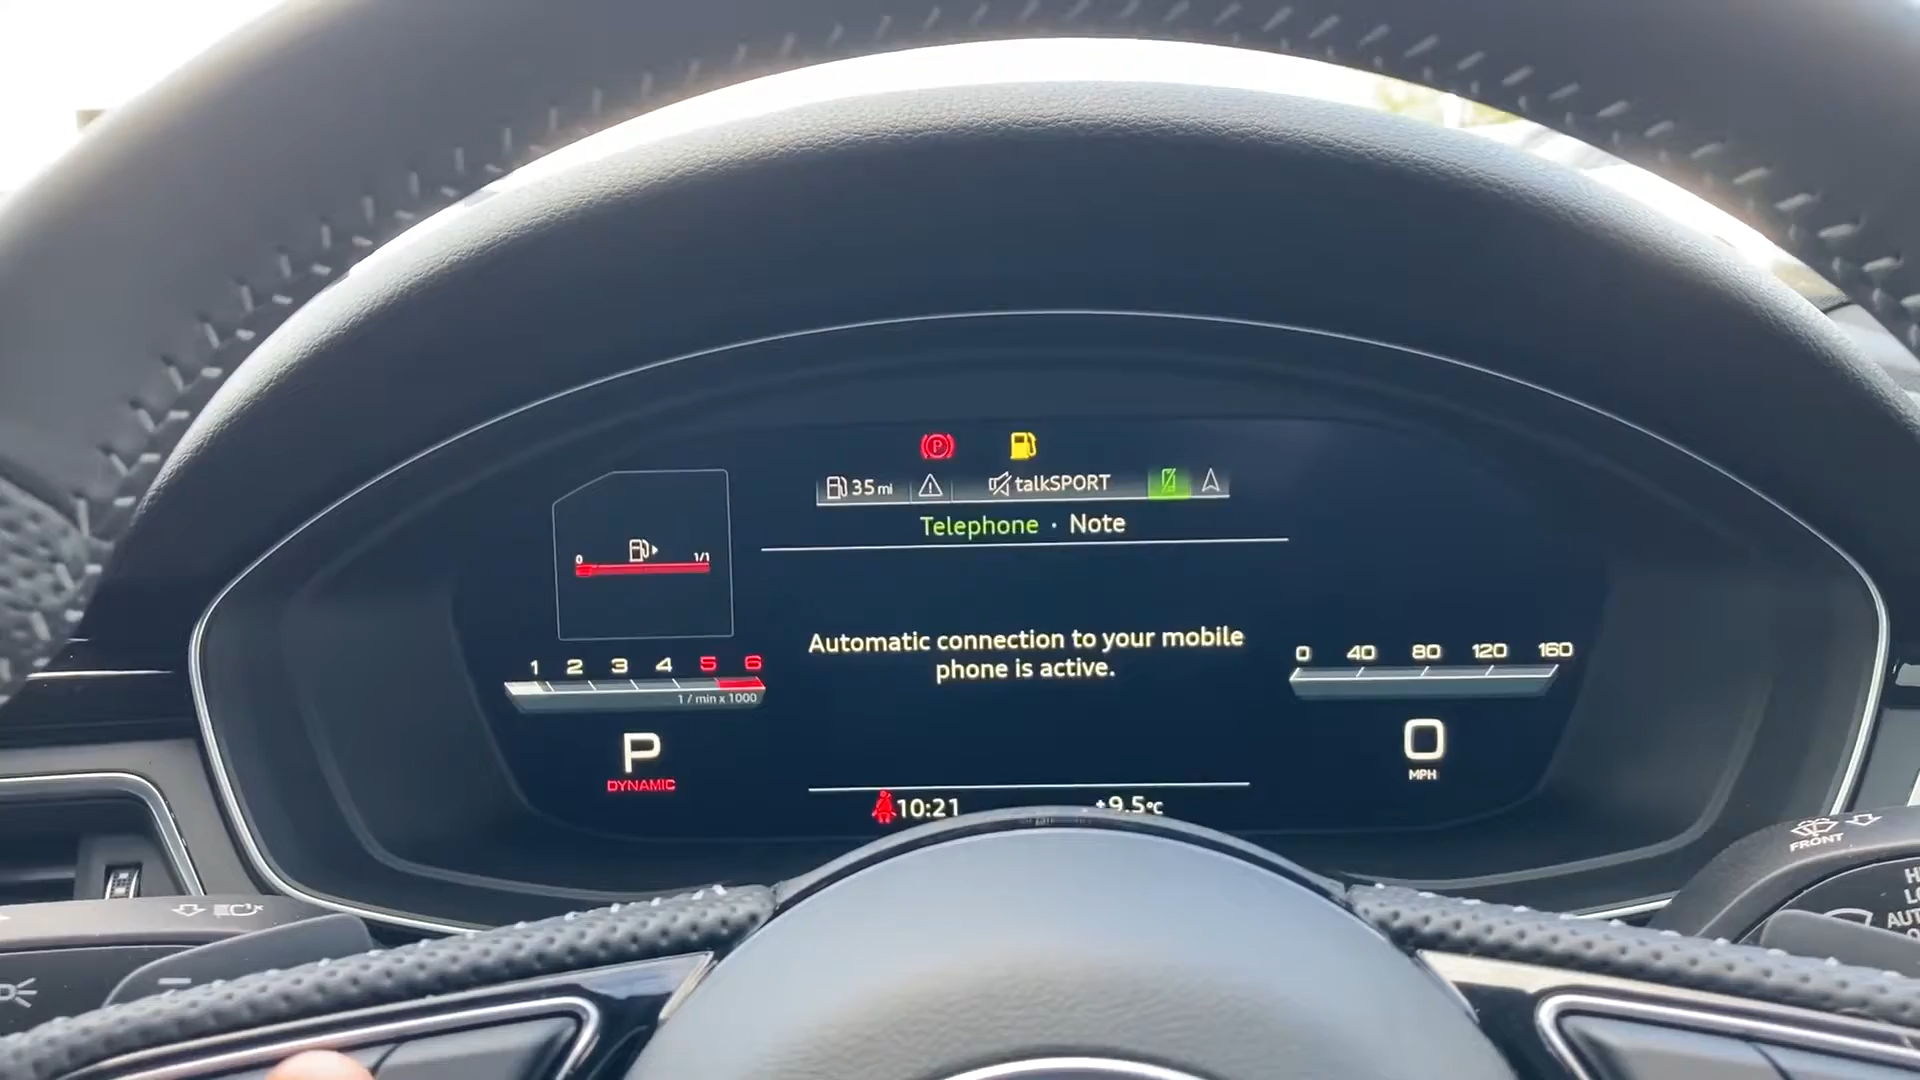 P
35 mi
talkSPORT
Telephone · Note
0 1/1
Automatic connection to your mobile
phone is active.
1 2 3 4 5 6
1 / min x 1000
0 40 80 120 160
P
DYNAMIC
0
MPH
10:21
+9.5°C
FRONT